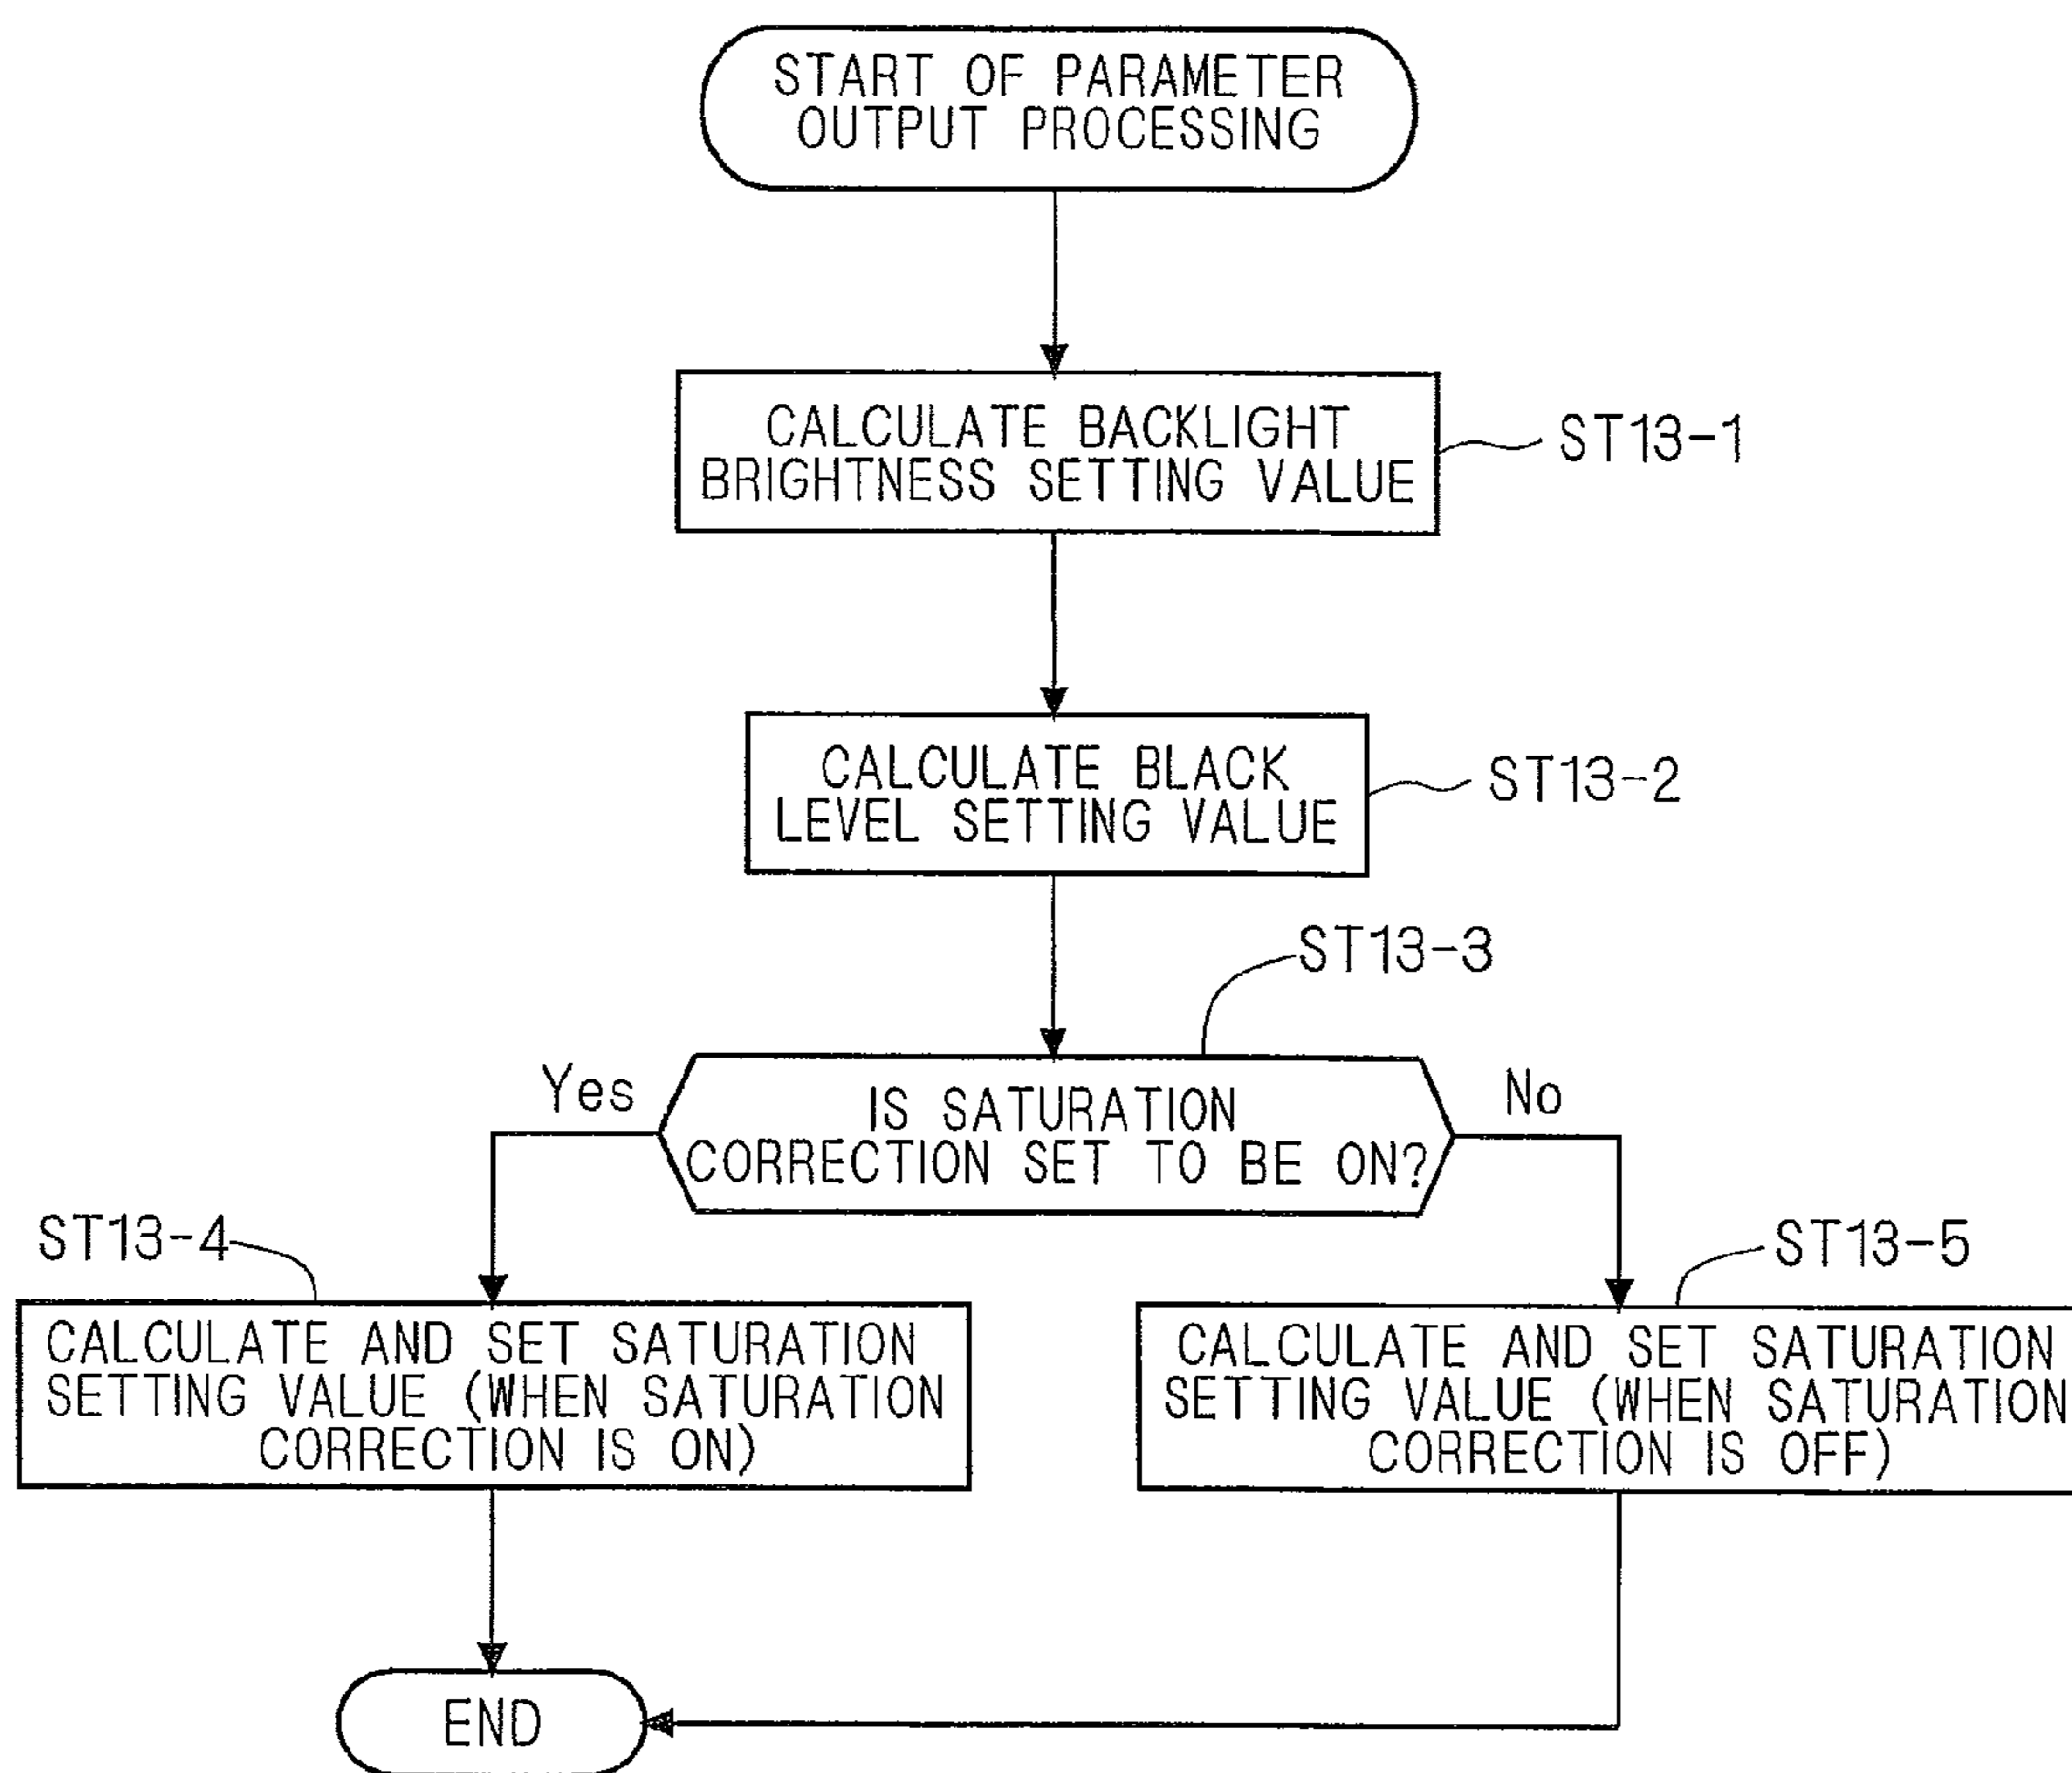 START OF PARAMETER
OUTPUT PROCESSING
CALCULATE BACKLIGHT
BRIGHTNESS SETTING VALUE
ST13-1
CALCULATE BLACK
LEVEL SETTING VALUE
ST13-2
ST13-3
Yes
IS SATURATION
CORRECTION SET TO BE ON?
No
ST13-4
CALCULATE AND SET SATURATION
SETTING VALUE (WHEN SATURATION
CORRECTION IS ON)
ST13-5
CALCULATE AND SET SATURATION
SETTING VALUE (WHEN SATURATION
CORRECTION IS OFF)
END